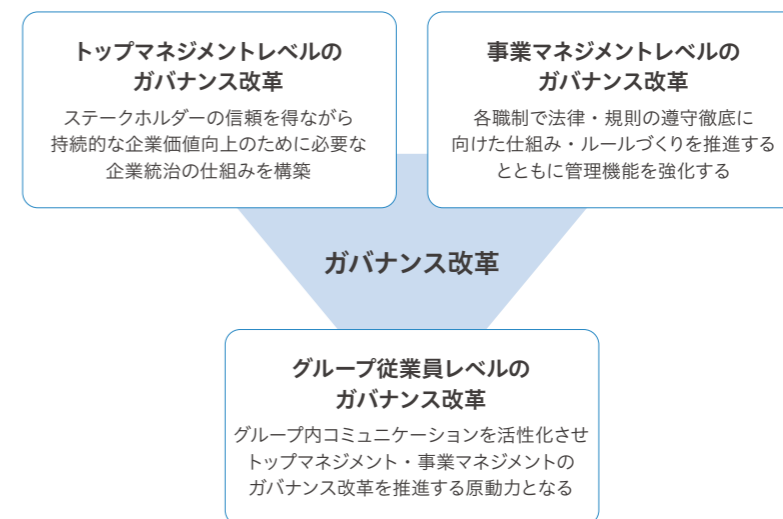 トップマネジメントレベルの
ガバナンス改革
ステークホルダーの信頼を得ながら
持続的な企業価値向上のために必要な
企業統治の仕組みを構築
事業マネジメントレベルの
ガバナンス改革
各職制で法律・規則の遵守徹底に
向けた仕組み・ルールづくりを推進する
とともに管理機能を強化する
ガバナンス改革
グループ従業員レベルの
ガバナンス改革
グループ内コミュニケーションを活性化させ
トップマネジメント・事業マネジメントの
ガバナンス改革を推進する原動力となる